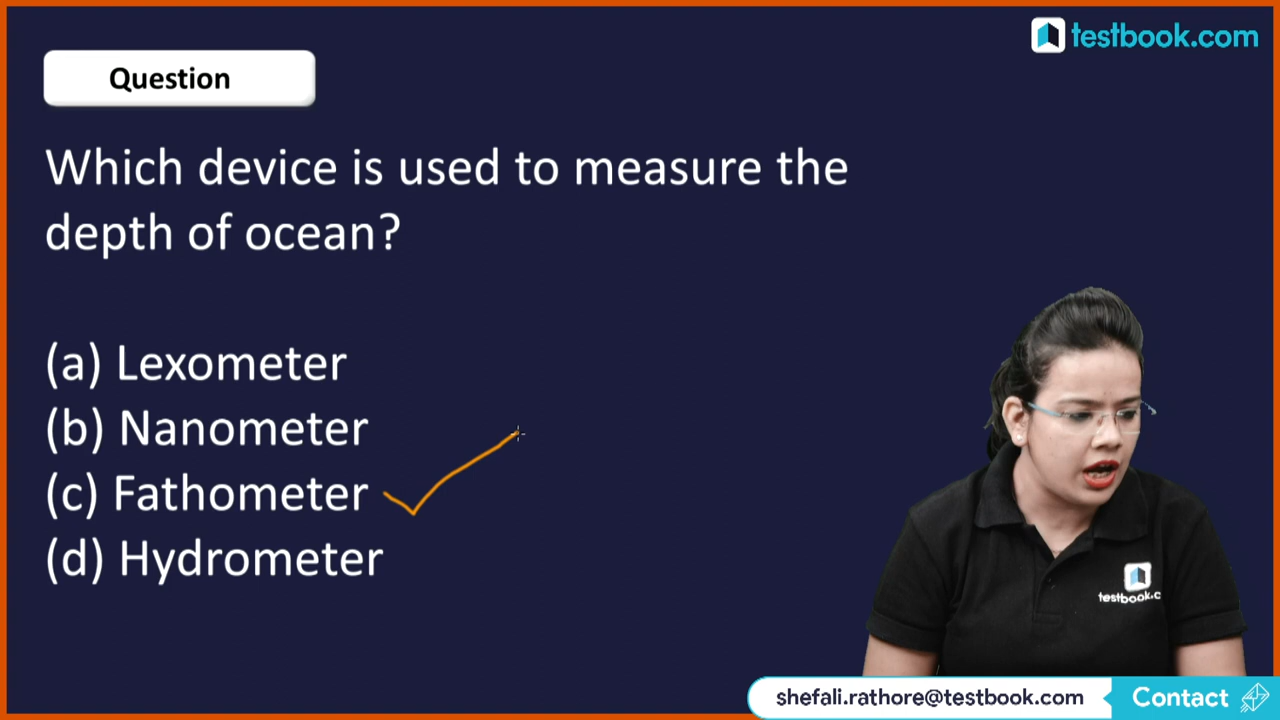 testbook.com
Question
Which device is used to measure the
depth of ocean?
(a) Lexometer
(b) Nanometer
(c) Fathometer
(d) Hydrometer
testbook.c
shefali.rathore@testbook.com
Contact